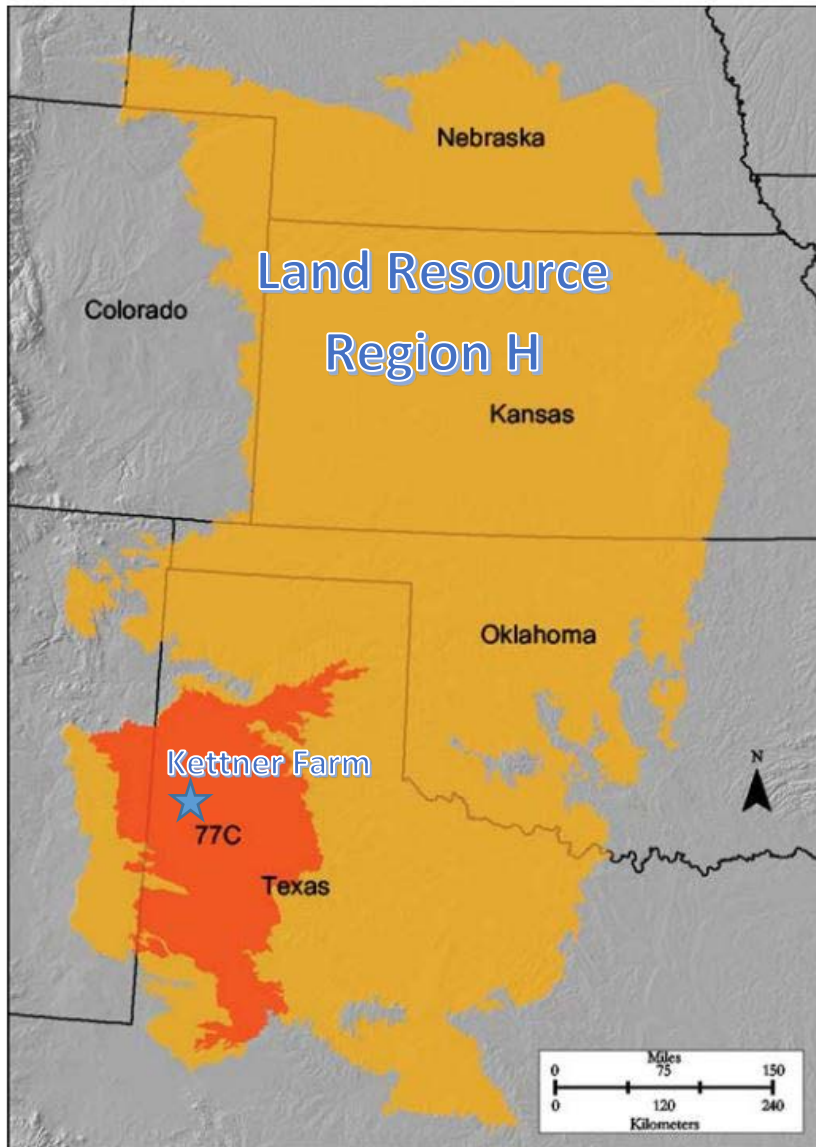 Nebraska
Land Resource
Region H
Colorado
Kansas
Oklahoma
Kettner Farm
77C
Texas
N
Miles
0 75 150
0 120 240
Kilometers